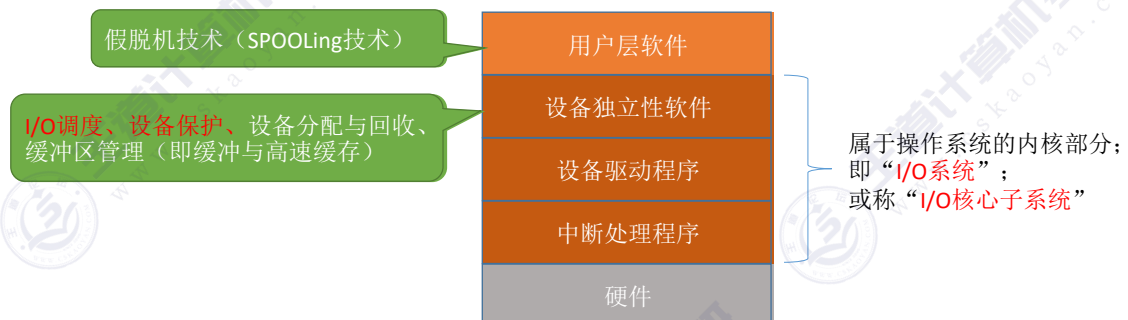 假脱机技术（SPOOLing技术）
用户层软件
I/O调度、设备保护、设备分配与回收、
缓冲区管理（即缓冲与高速缓存）
设备独立性软件
设备驱动程序
中断处理程序
硬件
属于操作系统的内核部分；
即“I/O系统”；
或称“I/O核心子系统”